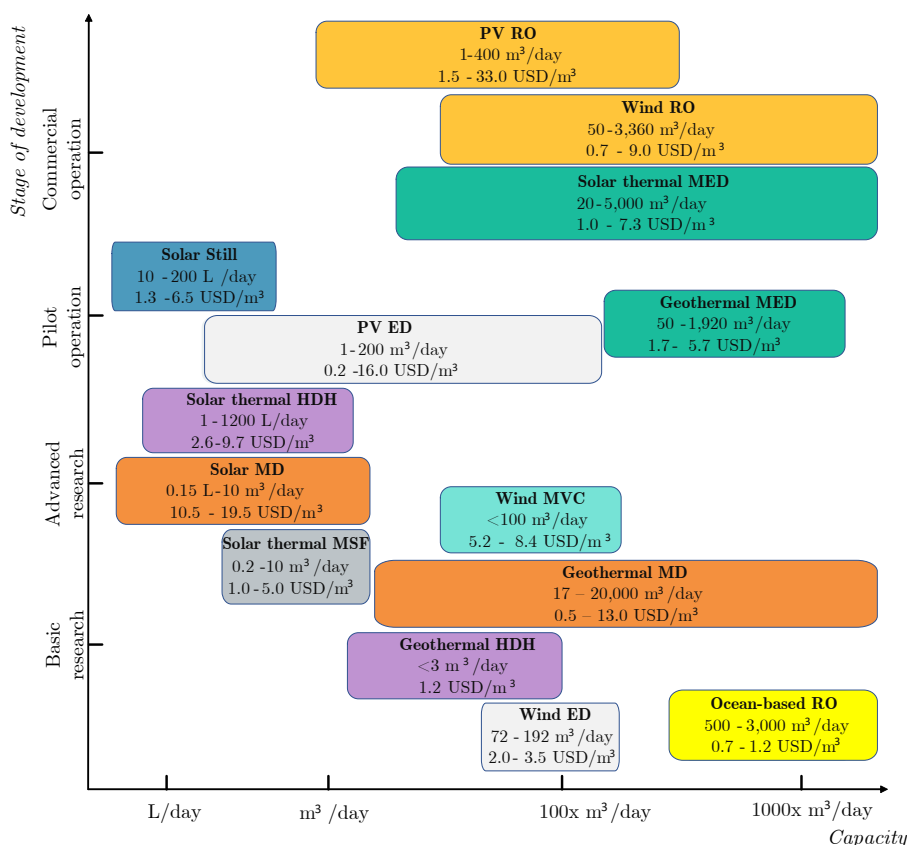 Stage of development
Commercial
operation
Pilot
operation
Advanced
research
Basic
research
PV RO
1-400 m³/day
1.5 - 33.0 USD/m³
Wind RO
50-3,360 m³/day
0.7 - 9.0 USD/m³
Solar thermal MED
20-5,000 m³/day
1.0 - 7.3 USD/m³
Solar Still
10 -200 L /day
1.3 -6.5 USD/m³
Geothermal MED
50 -1,920 m³/day
1.7- 5.7 USD/m³
PV ED
1-200 m³/day
0.2 -16.0 USD/m³
Solar thermal HDH
1 -1200 L/day
2.6-9.7 USD/m³
Solar MD
0.15 L-10 m³/day
10.5 - 19.5 USD/m³
Wind MVC
<100 m³/day
5.2 - 8.4 USD/m³
Solar thermal MSF
0.2 -10 m³/day
1.0-5.0 USD/m³
Geothermal MD
17 – 20,000 m³/day
0.5 – 13.0 USD/m³
Geothermal HDH
<3 m³/day
1.2 USD/m³
Wind ED
72 -192 m³/day
2.0- 3.5 USD/m³
Ocean-based RO
500 - 3,000 m³/day
0.7 - 1.2 USD/m³
L/day
m³/day
100x m³/day
1000x m³/day
Capacity